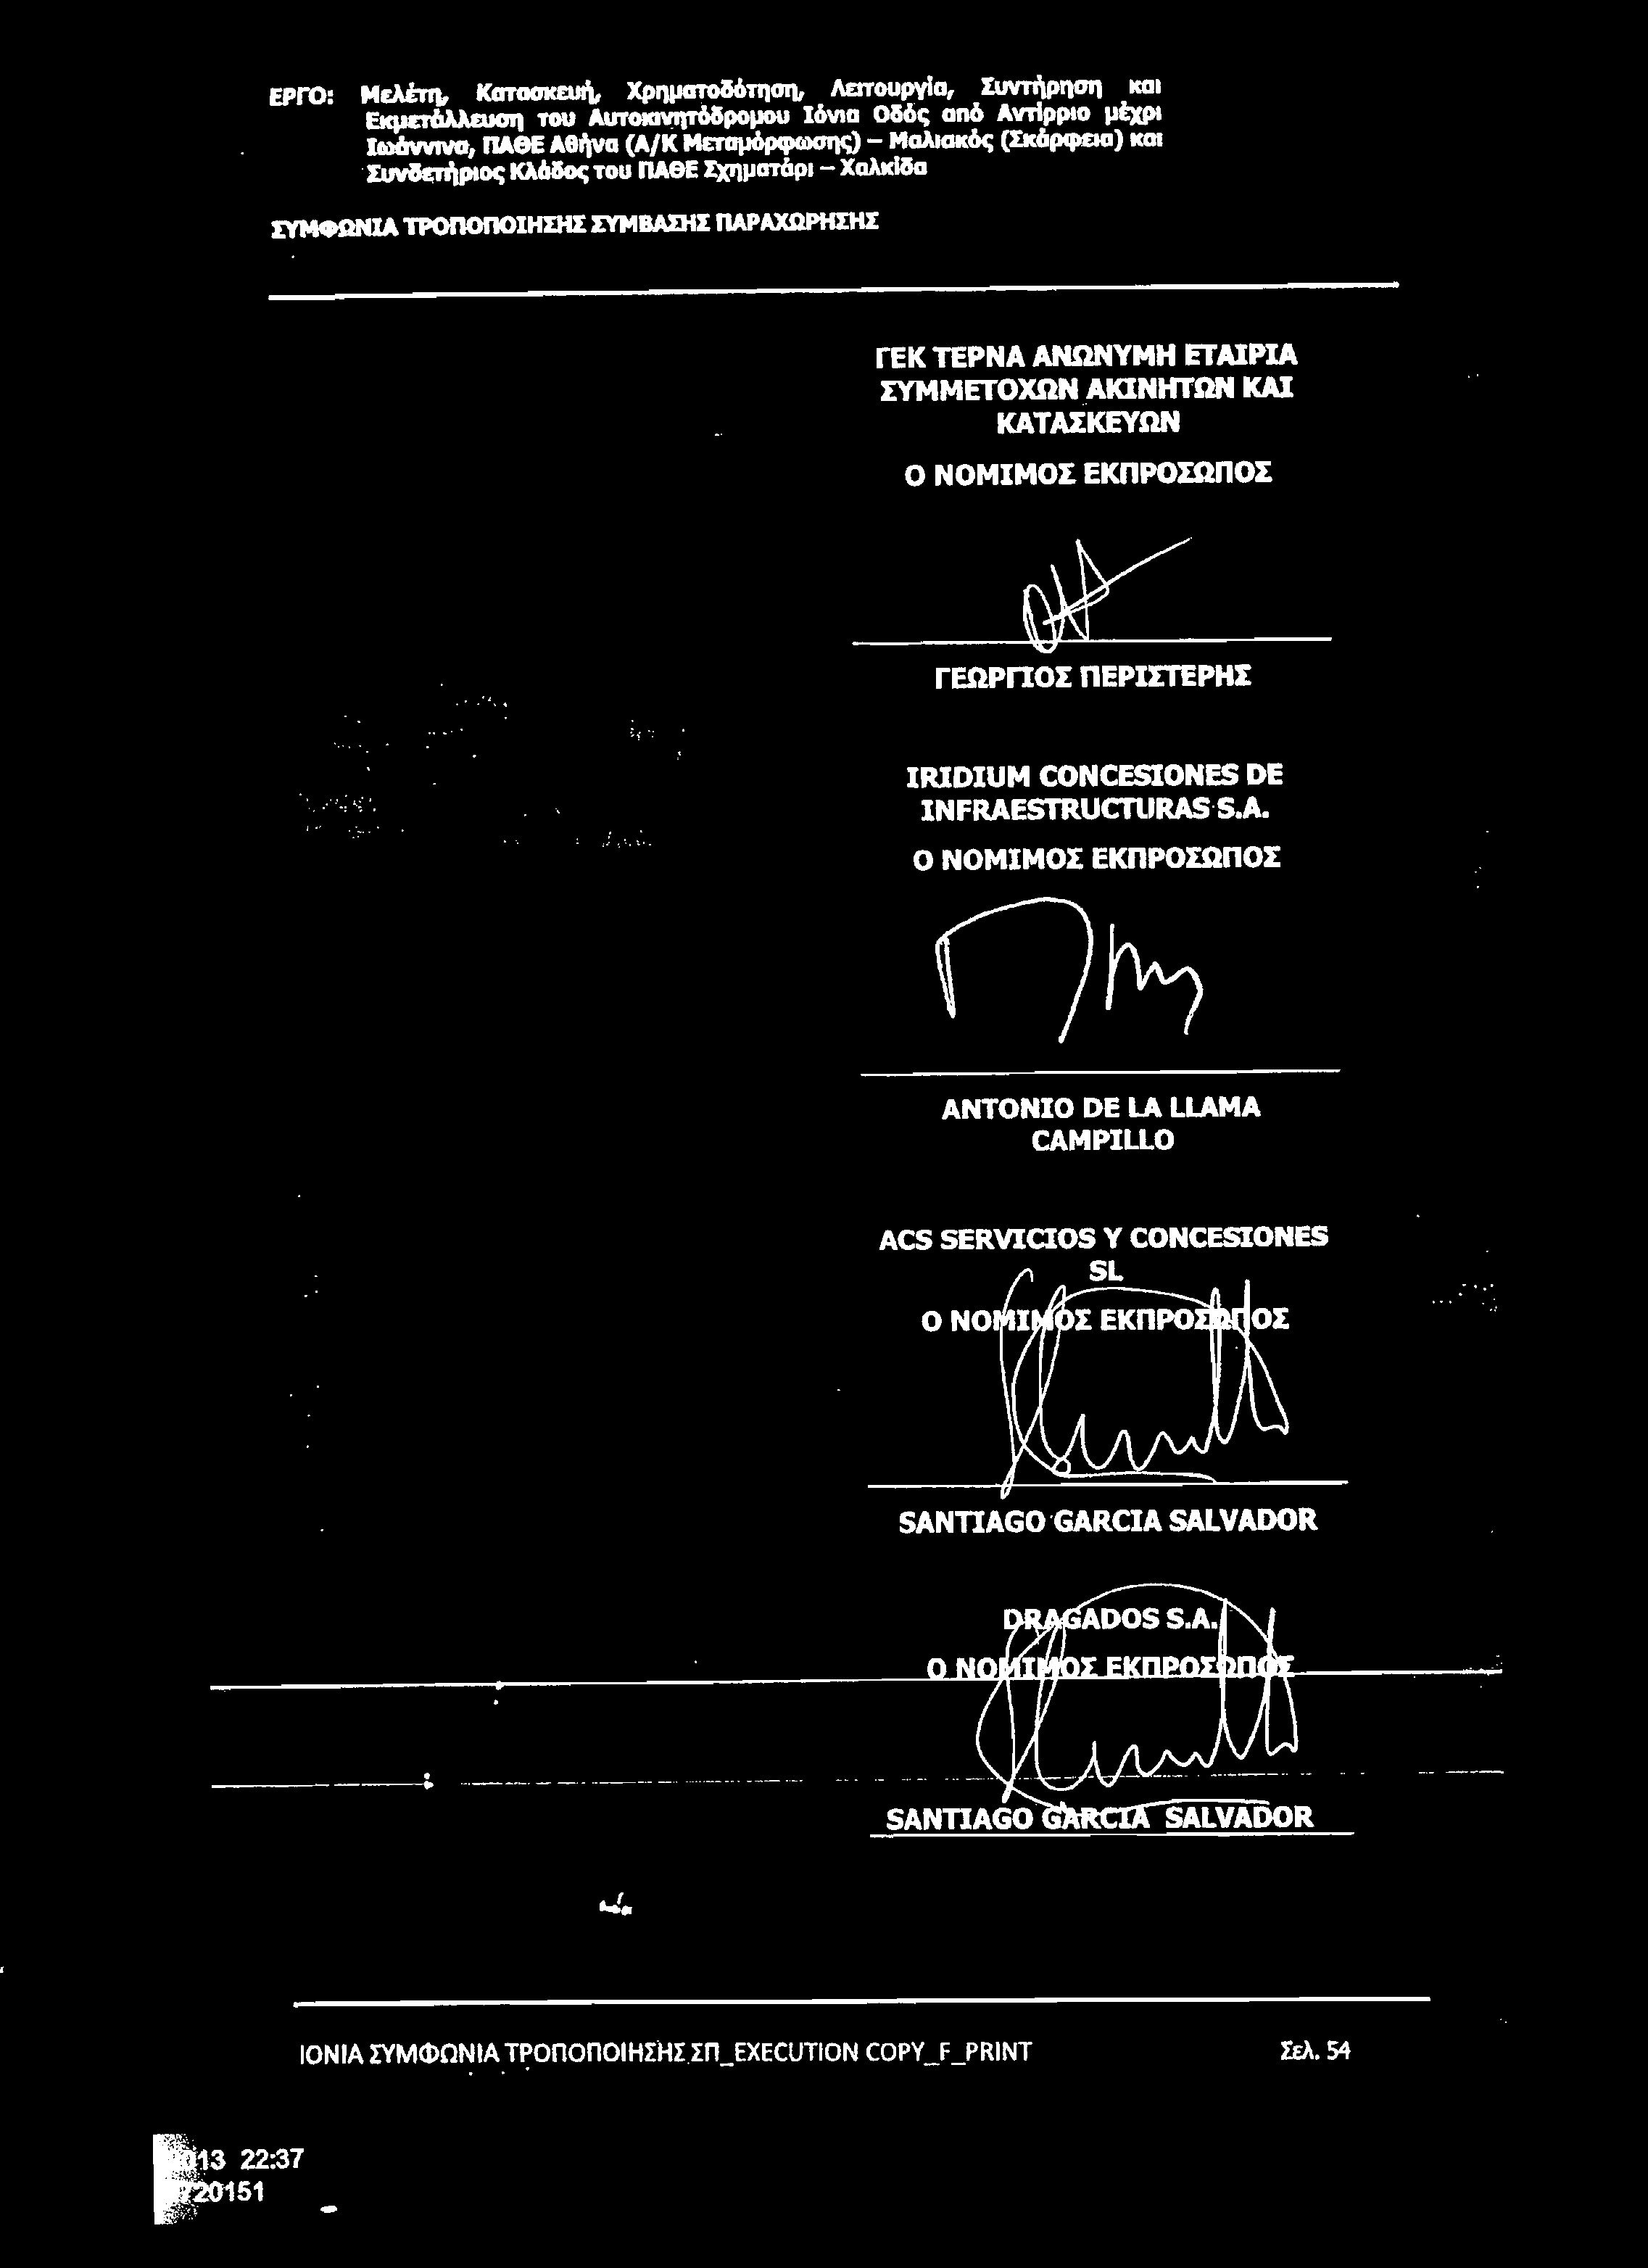 ΕΡΓΟ: Μελέτη, Κατασκευή, Χρηματοδότηση, Λειτουργία, Συντήρηση και
Εκμετάλλευση του Αυτοκινητόδρομου Ιόνια Οδός από Αντίρριο μέχρι
Ιωάννινα, ΠΑΘΕ Αθήνα (Α/Κ Μεταμόρφωσης) – Μαλιακός (Σκάρφεια) και
Συνδετήριος Κλάδος του ΠΑΘΕ Σχηματάρι – Χαλκίδα
ΣΥΜΦΩΝΙΑ ΤΡΟΠΟΠΟΙΗΣΗΣ ΣΥΜΒΑΣΗΣ ΠΑΡΑΧΩΡΗΣΗΣ
ΓΕΚ ΤΕΡΝΑ ΑΝΩΝΥΜΗ ΕΤΑΙΡΙΑ
ΣΥΜΜΕΤΟΧΩΝ ΑΚΙΝΗΤΩΝ ΚΑΙ
ΚΑΤΑΣΚΕΥΩΝ
Ο ΝΟΜΙΜΟΣ ΕΚΠΡΟΣΩΠΟΣ
ΓΕΩΡΓΙΟΣ ΠΕΡΙΣΤΕΡΗΣ
IRIDIUM CONCESIONES DE
INFRAESTRUCTURAS S.A.
Ο ΝΟΜΙΜΟΣ ΕΚΠΡΟΣΩΠΟΣ
ANTONIO DE LA LLAMA
CAMPILLO
ACS SERVICIOS Y CONCESIONES
SL
Ο ΝΟΜΙΜΟΣ ΕΚΠΡΟΣΩΠΟΣ
SANTIAGO GARCIA SALVADOR
DRAGADOS S.A.
Ο ΝΟΜΙΜΟΣ ΕΚΠΡΟΣΩΠΟΣ
SANTIAGO GARCIA SALVADOR
ΙΟΝΙΑ ΣΥΜΦΩΝΙΑ ΤΡΟΠΟΠΟΙΗΣΗΣ ΣΠ_EXECUTION COPY_F_PRINT Σελ. 54
013 22:37
20151